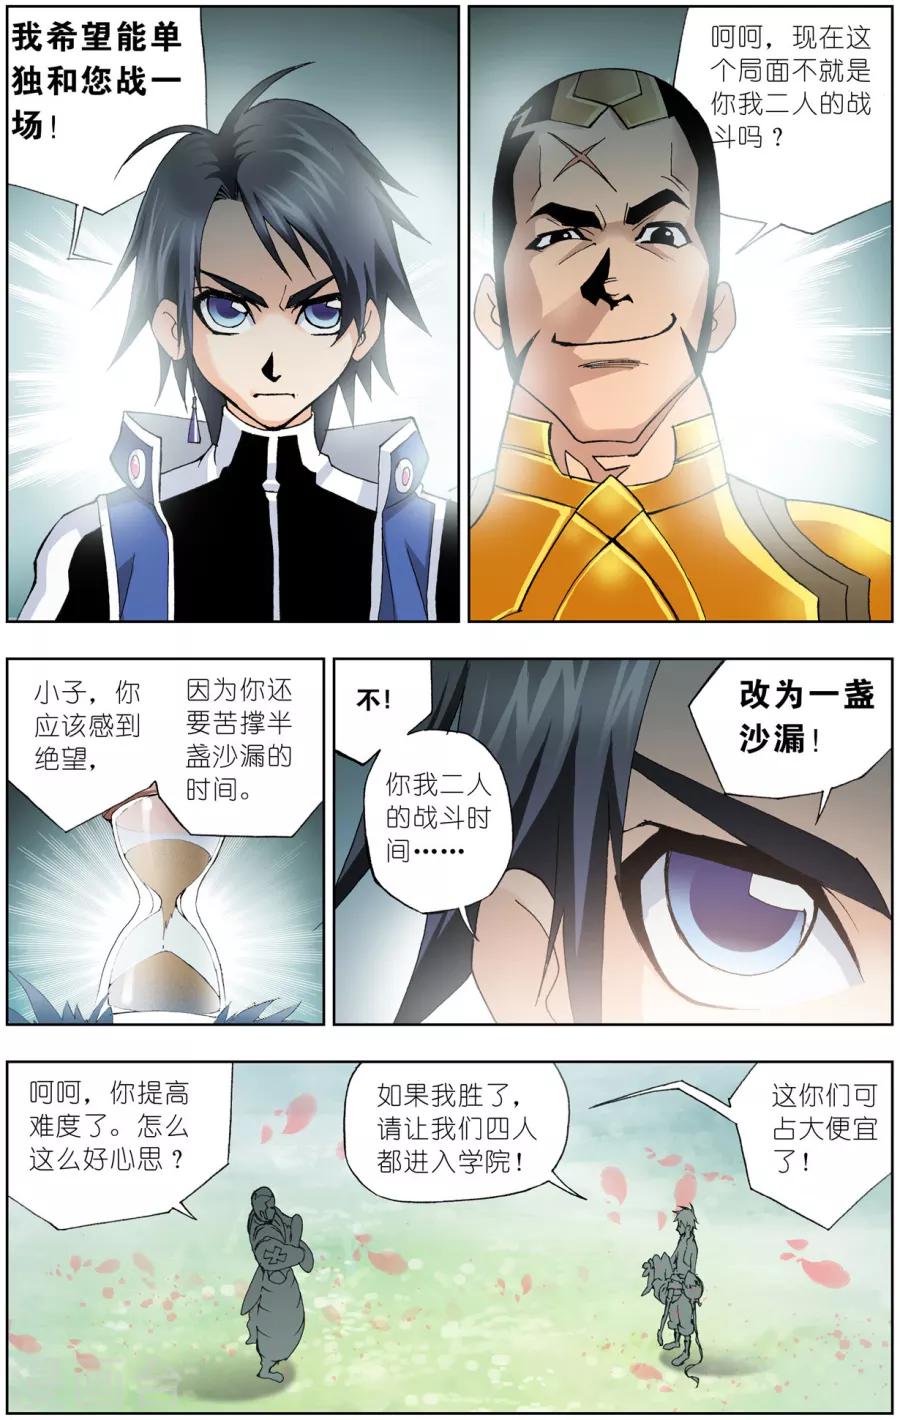 我希望能单
独和您战一
场！
呵呵，现在这
个局面不就是
你我二人的战
斗吗？
小子，你
应该感到
绝望，
因为你还
要苦撑半
盏沙漏的
时间。
不！
你我二人
的战斗时
间……
改为一盏
沙漏！
呵呵，你提高
难度了。怎么
这么好心思？
如果我胜了，
请让我们四人
都进入学院！
这你们可
占大便宜
了！